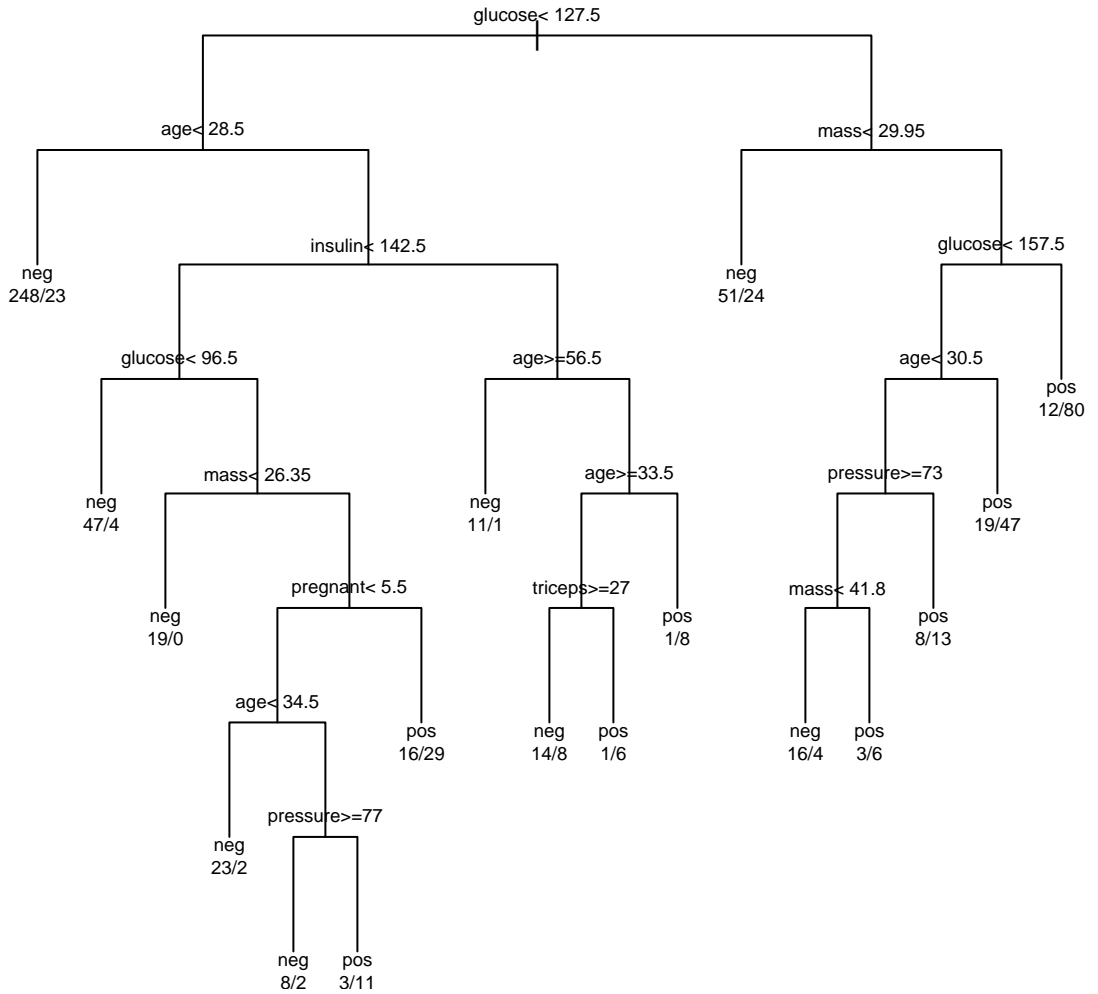 glucose< 127.5
age< 28.5
mass< 29.95
insulin< 142.5
glucose< 157.5
neg
248/23
neg
51/24
glucose< 96.5
age>=56.5
age< 30.5
pos
12/80
mass< 26.35
age>=33.5
pressure>=73
neg
47/4
neg
11/1
pos
19/47
pregnant< 5.5
triceps>=27
mass< 41.8
neg
19/0
pos
1/8
pos
8/13
age< 34.5
pos
16/29
neg
14/8
pos
1/6
neg
16/4
pos
3/6
pressure>=77
neg
23/2
neg
8/2
pos
3/11